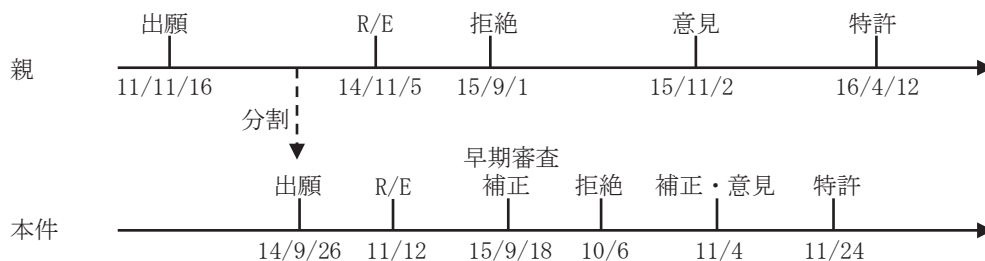 出願 R/E 拒絶 意見 特許
親
11/11/16 14/11/5 15/9/1 15/11/2 16/4/12
分割
早期審査
出願 R/E 補正 拒絶 補正・意見 特許
本件
14/9/26 11/12 15/9/18 10/6 11/4 11/24